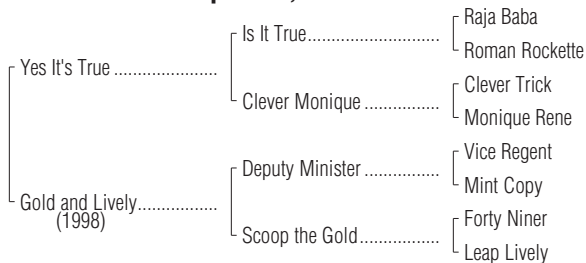 Raja Baba
Is It True
Roman Rockette
Yes It's True
Clever Trick
Clever Monique
Monique Rene
Vice Regent
Deputy Minister
Mint Copy
Gold and Lively
(1998)
Forty Niner
Scoop the Gold
Leap Lively